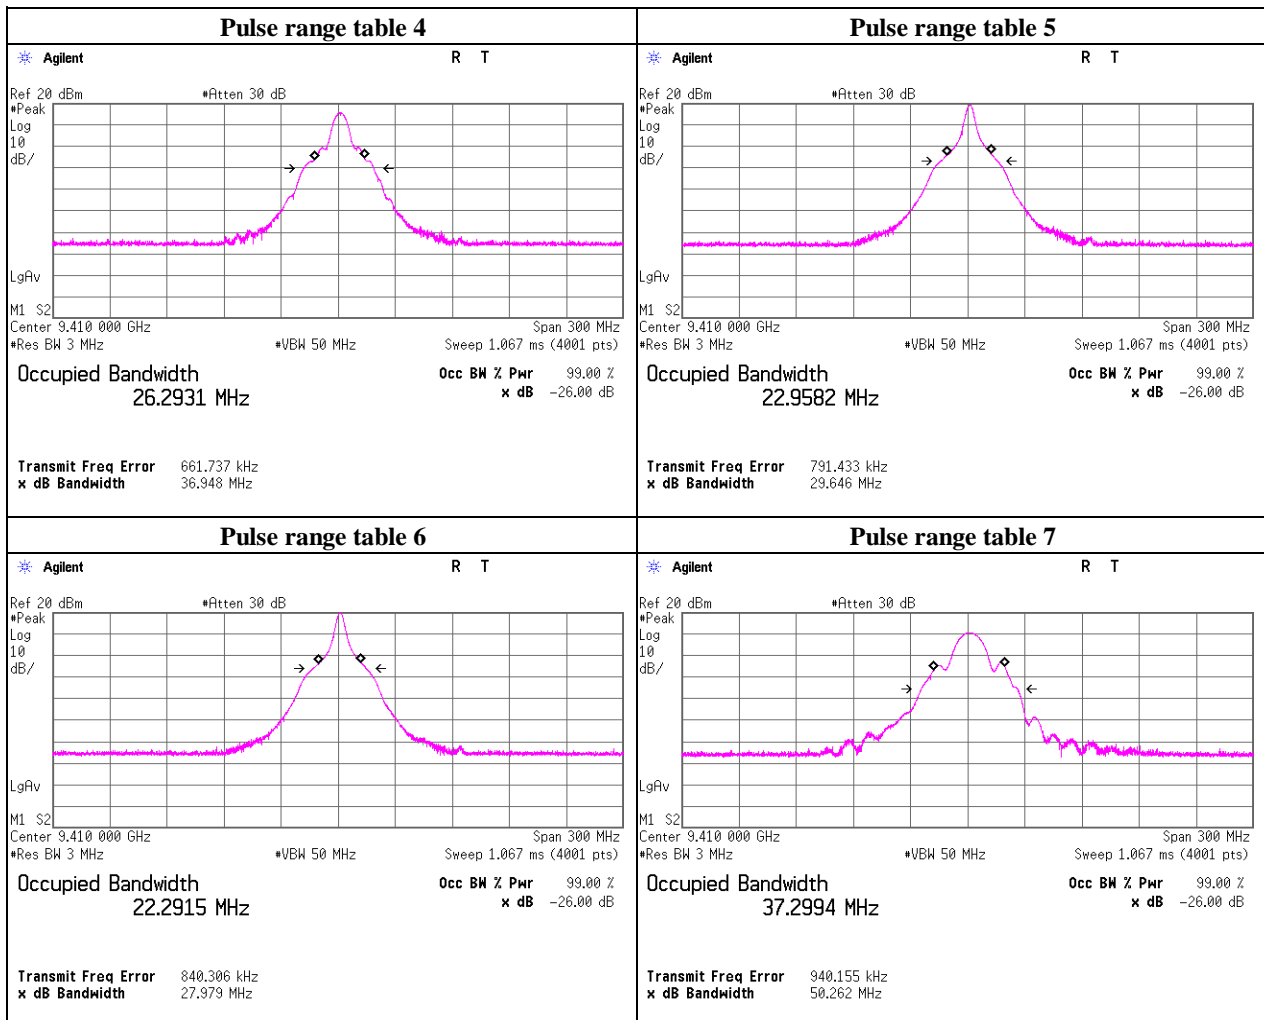 Pulse range table 4
Agilent
R T
Ref 20 dBm #Atten 30 dB
#Peak
Log
10
dB/
LgAv
M1 S2
Center 9.410 000 GHz Span 300 MHz
#Res BW 3 MHz #VBW 50 MHz Sweep 1.067 ms (4001 pts)
Occupied Bandwidth Occ BW % Pwr 99.00 %
26.2931 MHz x dB -26.00 dB
Transmit Freq Error 661.737 kHz
x dB Bandwidth 36.948 MHz
Pulse range table 5
Agilent
R T
Ref 20 dBm #Atten 30 dB
#Peak
Log
10
dB/
LgAv
M1 S2
Center 9.410 000 GHz Span 300 MHz
#Res BW 3 MHz #VBW 50 MHz Sweep 1.067 ms (4001 pts)
Occupied Bandwidth Occ BW % Pwr 99.00 %
22.9582 MHz x dB -26.00 dB
Transmit Freq Error 791.433 kHz
x dB Bandwidth 29.646 MHz
Pulse range table 6
Agilent
R T
Ref 20 dBm #Atten 30 dB
#Peak
Log
10
dB/
LgAv
M1 S2
Center 9.410 000 GHz Span 300 MHz
#Res BW 3 MHz #VBW 50 MHz Sweep 1.067 ms (4001 pts)
Occupied Bandwidth Occ BW % Pwr 99.00 %
22.2915 MHz x dB -26.00 dB
Transmit Freq Error 840.306 kHz
x dB Bandwidth 27.979 MHz
Pulse range table 7
Agilent
R T
Ref 20 dBm #Atten 30 dB
#Peak
Log
10
dB/
LgAv
M1 S2
Center 9.410 000 GHz Span 300 MHz
#Res BW 3 MHz #VBW 50 MHz Sweep 1.067 ms (4001 pts)
Occupied Bandwidth Occ BW % Pwr 99.00 %
37.2994 MHz x dB -26.00 dB
Transmit Freq Error 940.155 kHz
x dB Bandwidth 50.262 MHz